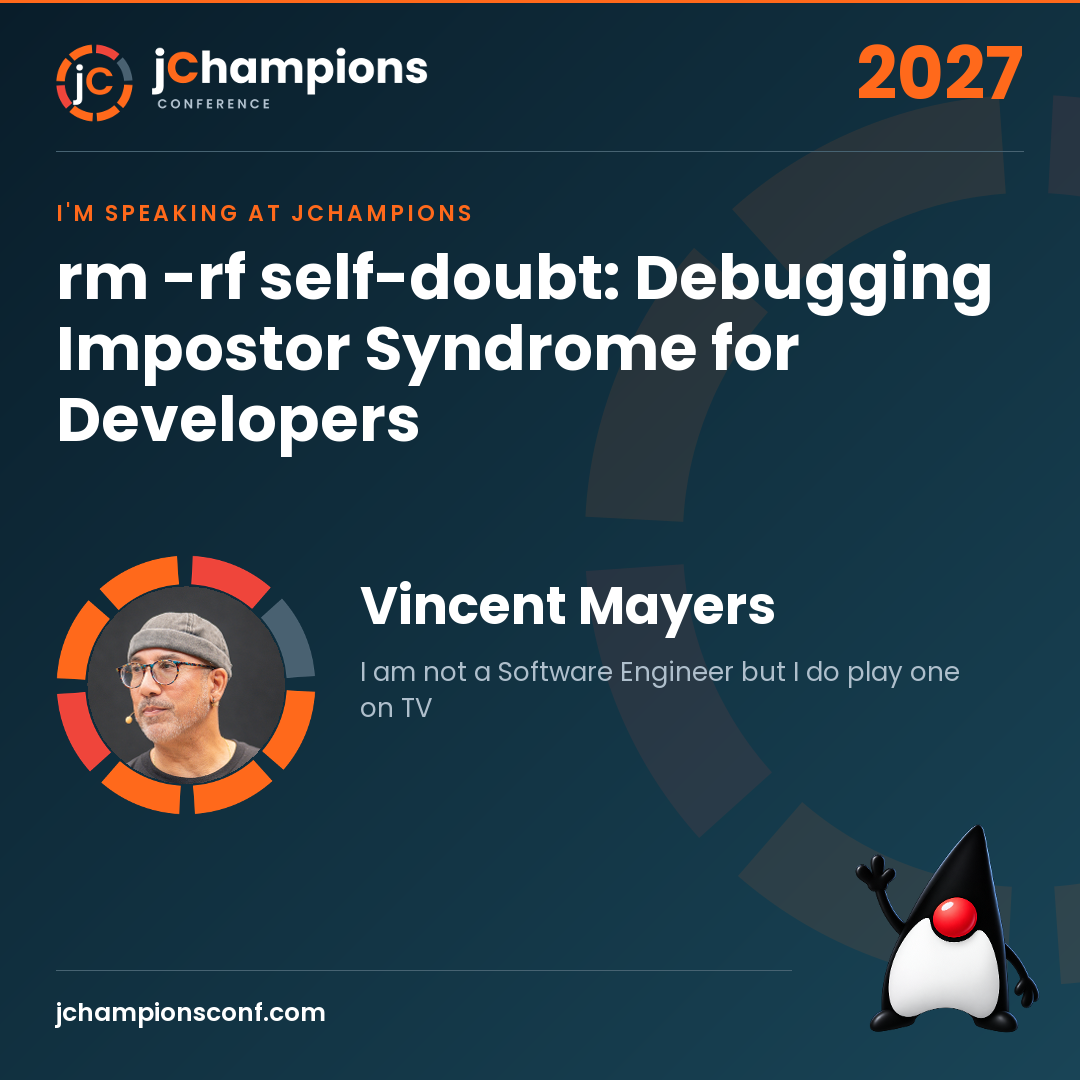 jC
jChampions
CONFERENCE
2027
I'M SPEAKING AT JCHAMPIONS
rm -rf self-doubt: Debugging
Impostor Syndrome for
Developers
Vincent Mayers
I am not a Software Engineer but I do play one
on TV
jchampionsconf.com